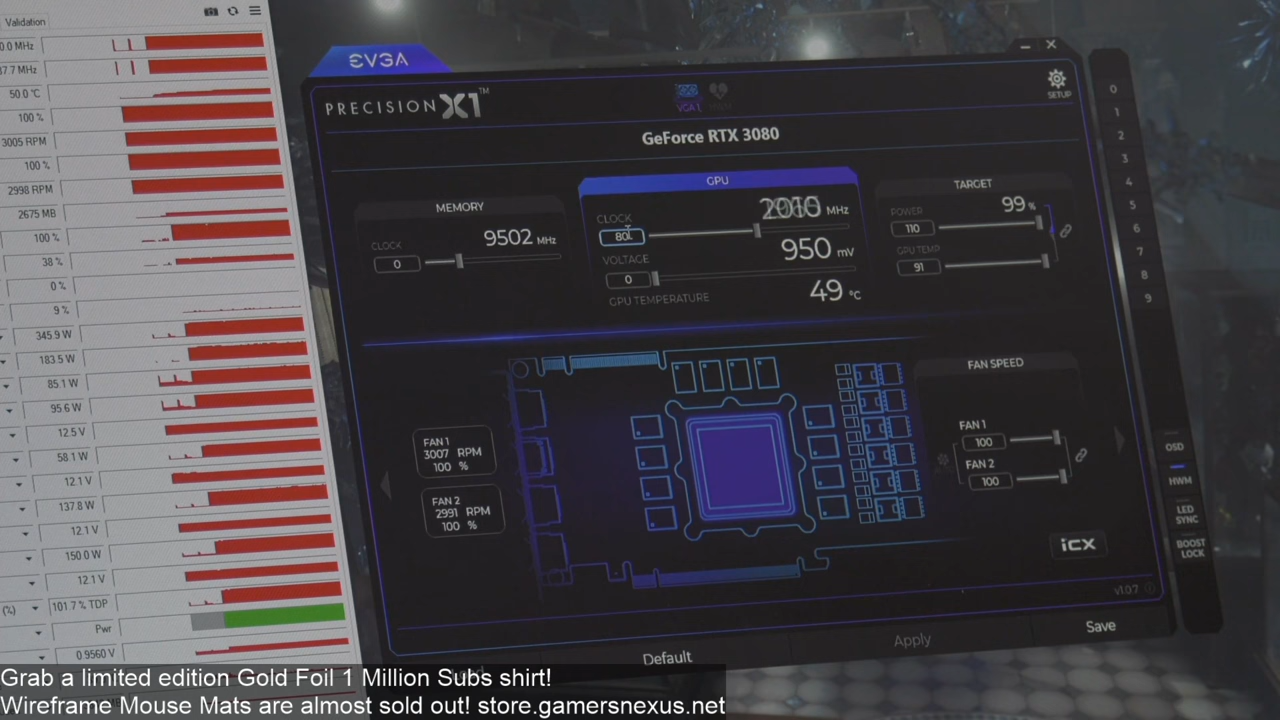 Validation
0.0 MHz
37.7 MHz
50.0 °C
100 %
3005 RPM
100 %
2998 RPM
2675 MB
100 %
38 %
0 %
9 %
345.9 W
183.5 W
85.1 W
95.6 W
12.5 V
58.1 W
12.1 V
137.8 W
12.1 V
150.0 W
12.1 V
(%) 101.7 % TDP
Pwr
0.9560 V
EVGA
PRECISION X1™
VGA1
SETUP
GeForce RTX 3080
MEMORY
CLOCK
0
9502 MHz
GPU
CLOCK
80
MHz
VOLTAGE
0
950 mV
GPU TEMPERATURE
49 °C
TARGET
POWER
110
99 %
GPU TEMP
91
FAN 1
3007 RPM
100 %
FAN 2
2991 RPM
100 %
FAN SPEED
FAN 1
100
FAN 2
100
iCX
v1.0.7
Default
Apply
Save
0
1
2
3
4
5
6
7
8
9
OSD
HWM
LED
SYNC
BOOST
LOCK
Grab a limited edition Gold Foil 1 Million Subs shirt!
Wireframe Mouse Mats are almost sold out! store.gamersnexus.net